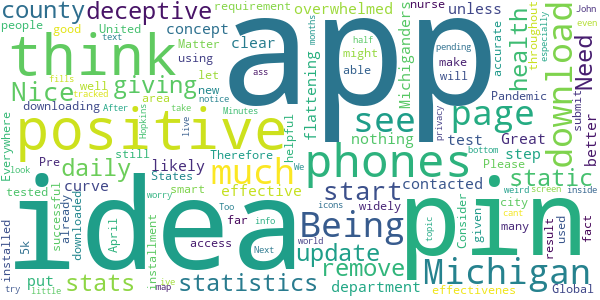 county deceptive United requirement overwhelmed nurse unless John
people good concept clear might accurate especially even
think Matter text using let able make will months half pending
app
Nice giving new flattening Michiganders health download Need
Everywhere downloading well area throughout submit
positive After Hopkins tracked fills ass live notice Minutes take helpful see page privacy We better
daily likely Therefore nothing test Great Please
much phones go step static
Pre still States start contacted bottom weird screen inside
tested curve smart effective icons widely city cant
look worry
idea pin
successful already downloaded April installed 5k
far info Being given many Consider topic used fact
access Next world update result
installment Too map ive remove Michigan
put stats statistics department effectivenes Global
try little Pandemic